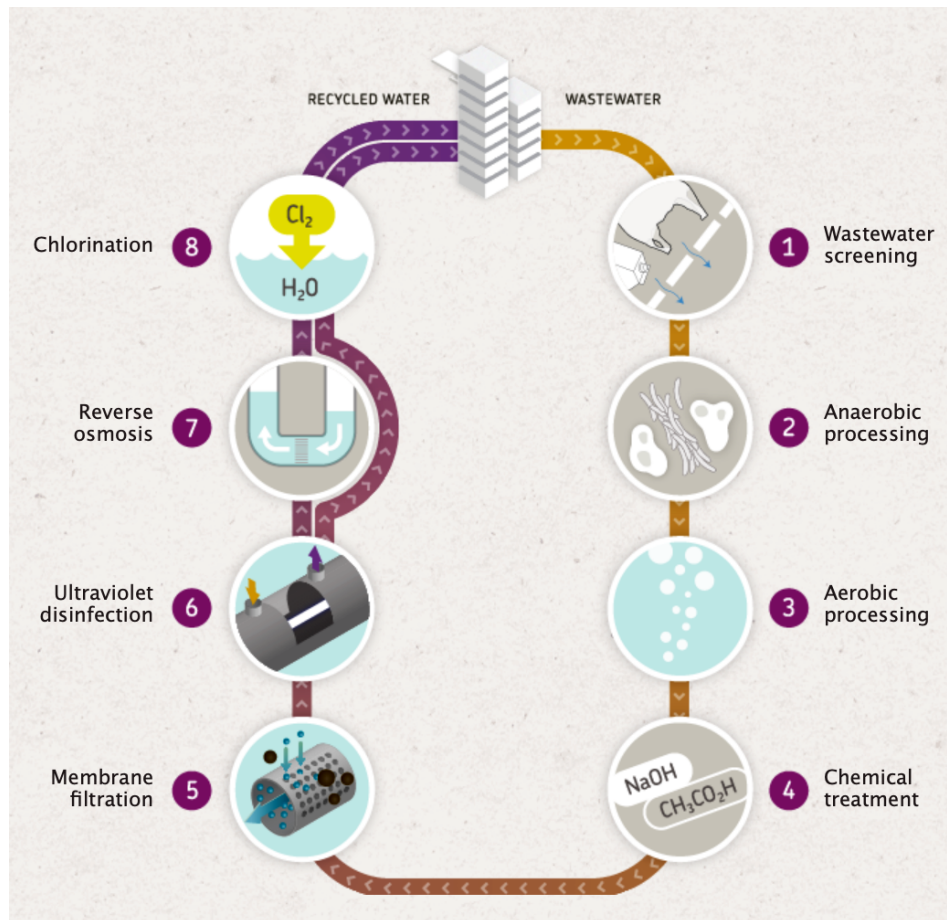 RECYCLED WATER
WASTEWATER
1
Wastewater
screening
2
Anaerobic
processing
3
Aerobic
processing
NaOH
CH₃CO₂H
4
Chemical
treatment
Membrane
filtration
5
Ultraviolet
disinfection
6
Reverse
osmosis
7
Chlorination
8
Cl₂
H₂O